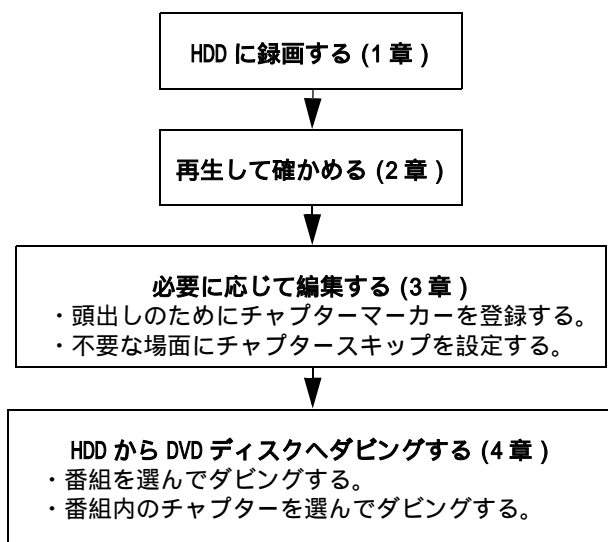 HDD に録画する (1 章 )
再生して確かめる (2 章 )
必要に応じて編集する (3 章 )
・頭出しのためにチャプターマーカーを登録する。
・不要な場面にチャプタースキップを設定する。
HDD から DVD ディスクへダビングする (4 章 )
・番組を選んでダビングする。
・番組内のチャプターを選んでダビングする。